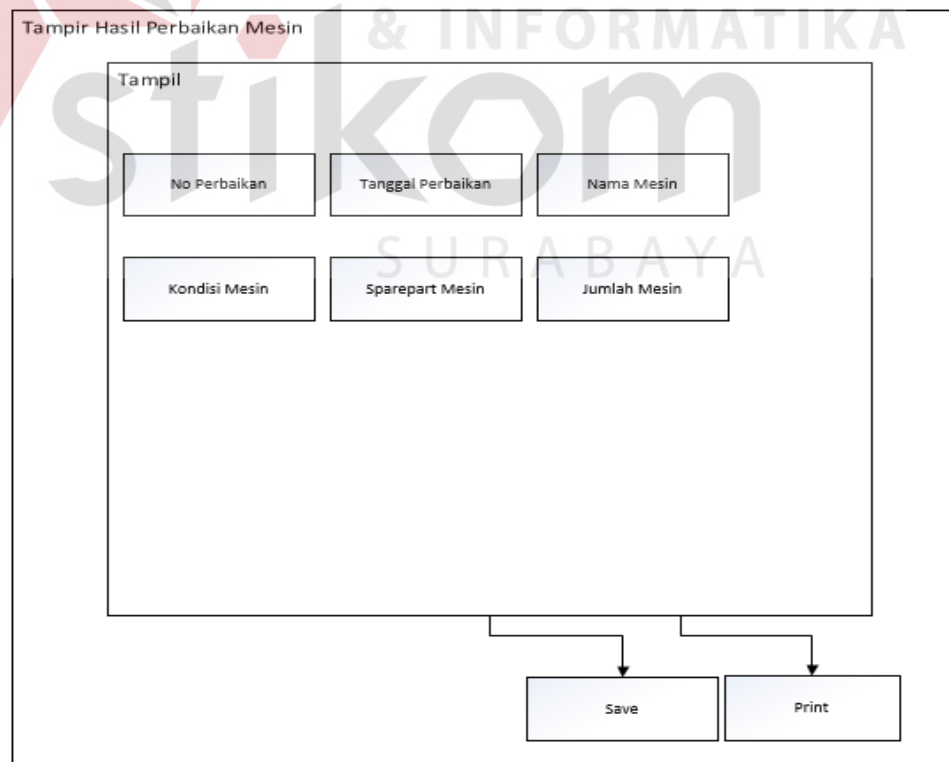 & INFORMATIKA
Tampir Hasil Perbaikan Mesin
stikom
Tampil
No Perbaikan
Tanggal Perbaikan
Nama Mesin
SURABAYA
Kondisi Mesin
Sparepart Mesin
Jumlah Mesin
Save
Print